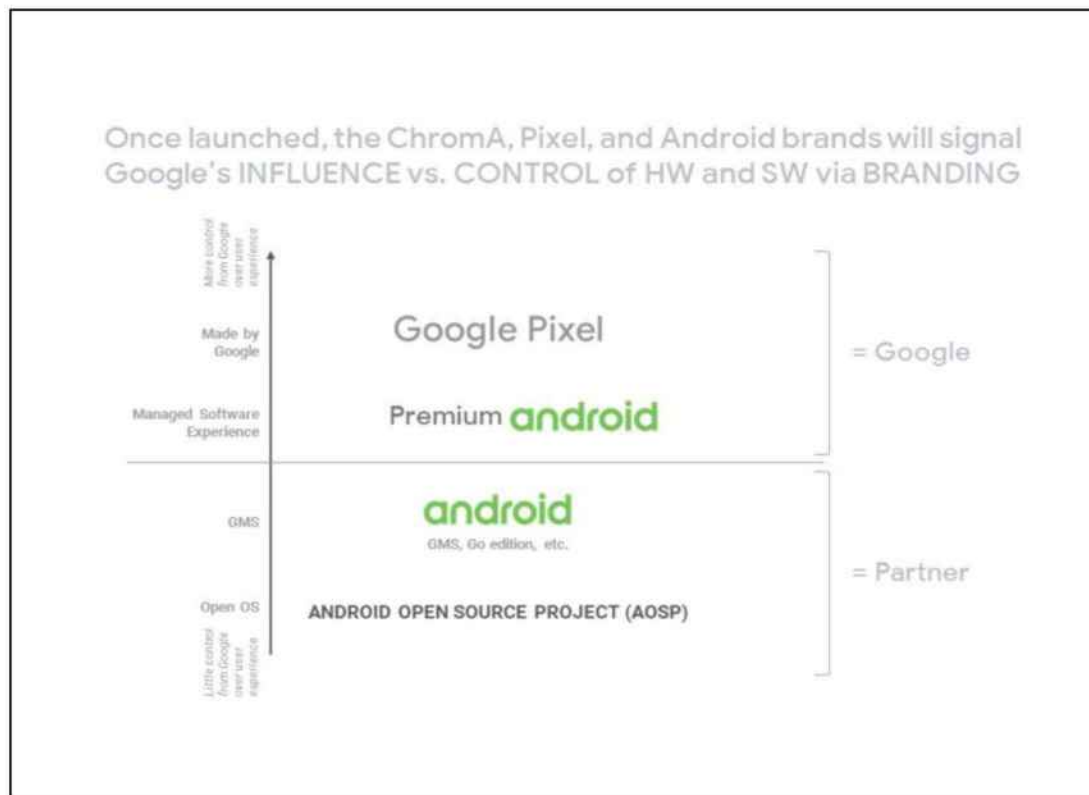 Once launched, the ChromA, Pixel, and Android brands will signal
Google's INFLUENCE vs. CONTROL of HW and SW via BRANDING
More control
from Google
over user
experience
Made by
Google
Google Pixel
= Google
Managed Software
Experience
Premium android
GMS
android
GMS, Go edition, etc.
= Partner
Open OS
ANDROID OPEN SOURCE PROJECT (AOSP)
Little control
from Google
over user
experience